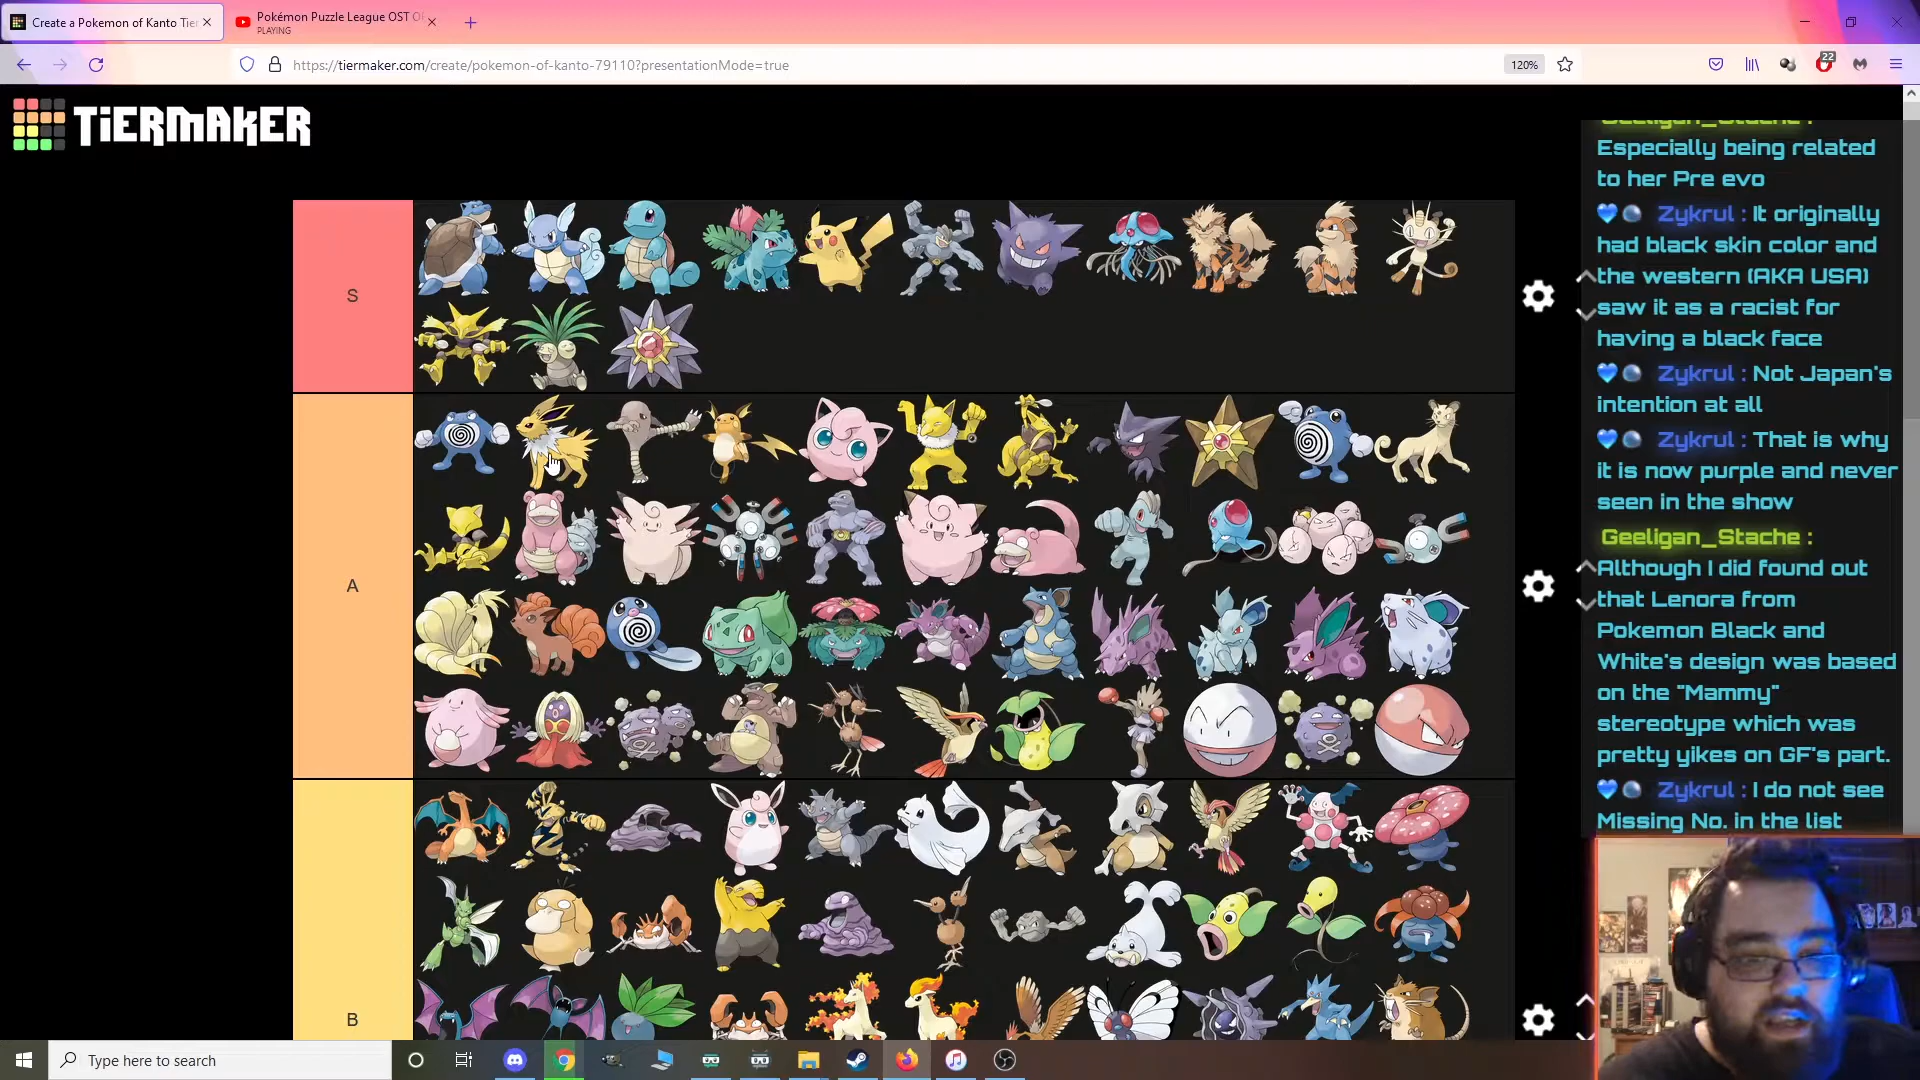 Create a Pokemon of Kanto Tier
Pokémon Puzzle League OST O
PLAYING
https://tiermaker.com/create/pokemon-of-kanto-79110?presentationMode=true
120%
22
TiERMAKER
S
A
B
Geeligan_Stache :
Especially being related
to her Pre evo
Zykrul : It originally
had black skin color and
the western (AKA USA)
saw it as a racist for
having a black face
Zykrul : Not Japan's
intention at all
Zykrul : That is why
it is now purple and never
seen in the show
Geeligan_Stache :
Although I did found out
that Lenora from
Pokemon Black and
White's design was based
on the "Mammy"
stereotype which was
pretty yikes on GF's part.
Zykrul : I do not see
Missing No. in the list
Type here to search